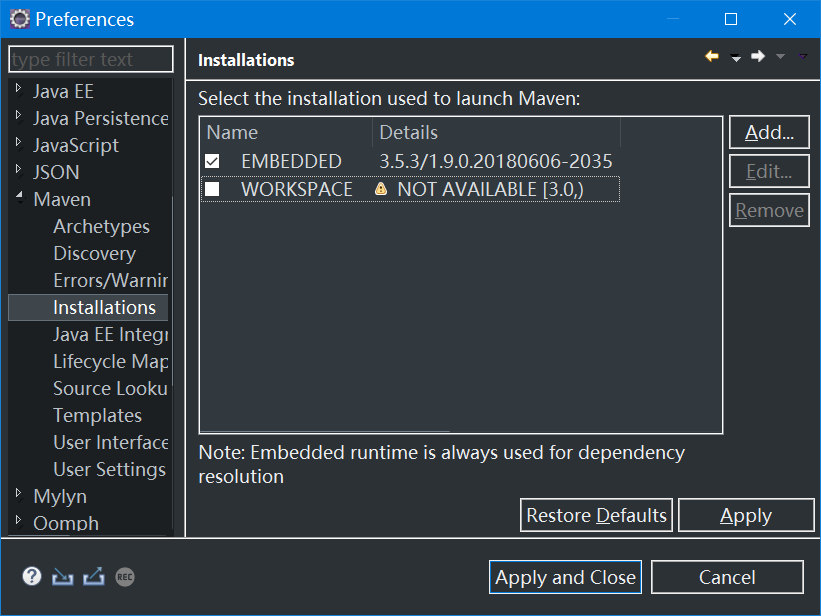 Preferences
type filter text
Java EE
Java Persistence
JavaScript
JSON
Maven
Archetypes
Discovery
Errors/Warnin
Installations
Java EE Integr
Lifecycle Map
Source Looku
Templates
User Interface
User Settings
Mylyn
Oomph
Installations
Select the installation used to launch Maven:
Name Details
EMBEDDED 3.5.3/1.9.0.20180606-2035
WORKSPACE NOT AVAILABLE [3.0,)
Add...
Edit...
Remove
Note: Embedded runtime is always used for dependency
resolution
Restore Defaults Apply
REC
Apply and Close Cancel